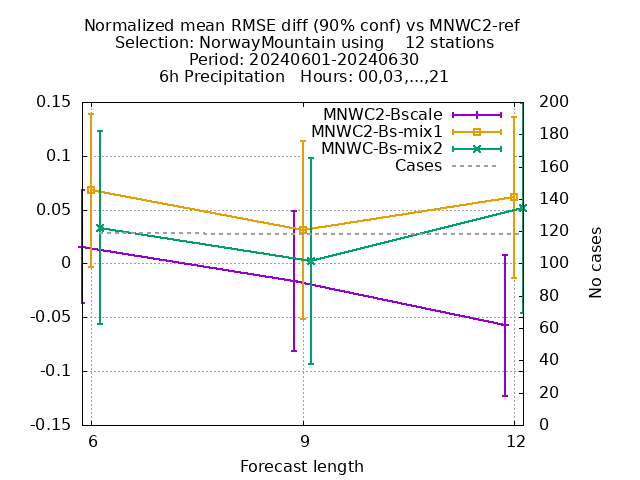 Normalized mean RMSE diff (90% conf) vs MNWC2-ref
Selection: NorwayMountain using    12 stations
Period: 20240601-20240630
6h Precipitation   Hours: 00,03,...,21
MNWC2-Bscale
MNWC2-Bs-mix1
MNWC-Bs-mix2
Cases
0.15
0.1
0.05
0
-0.05
-0.1
-0.15
200
180
160
140
120
100
80
60
40
20
0
No cases
6 9 12
Forecast length